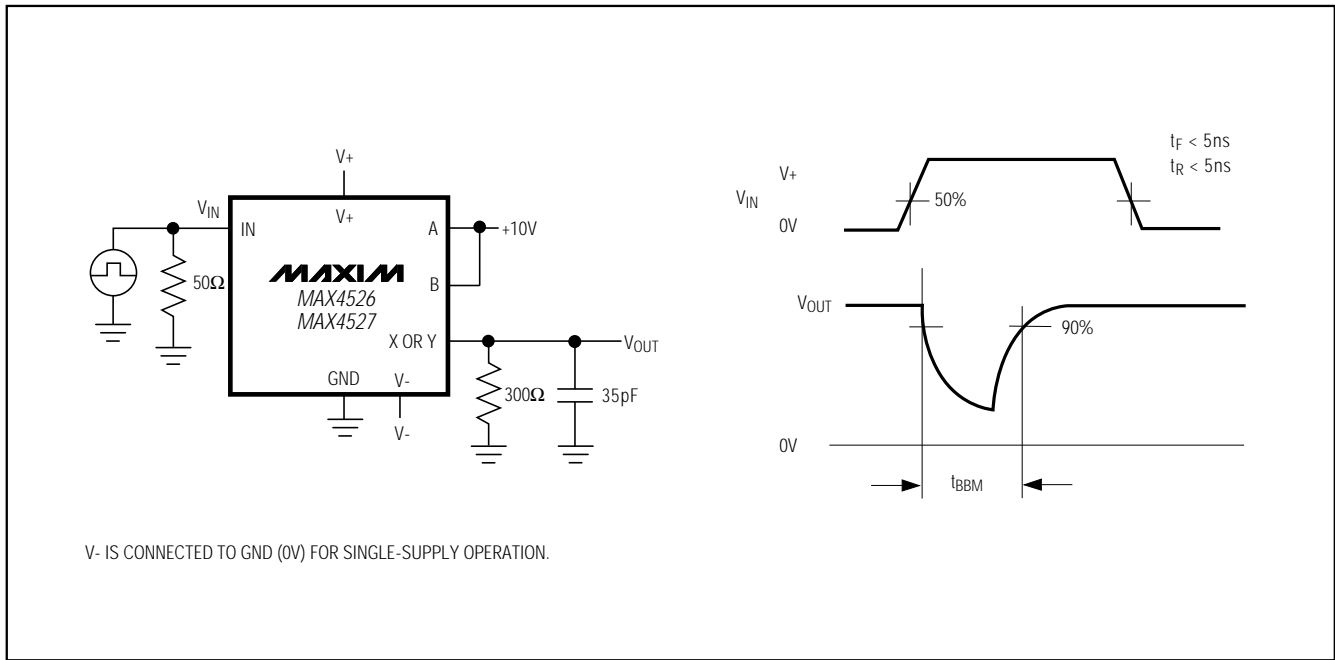 V+
V+
VIN
IN
50Ω
MAXIM
MAX4526
MAX4527
A
+10V
B
X OR Y
VOUT
GND
V-
V-
300Ω
35pF
V- IS CONNECTED TO GND (0V) FOR SINGLE-SUPPLY OPERATION.
tF < 5ns
tR < 5ns
V+
VIN
50%
0V
VOUT
90%
0V
tBBM